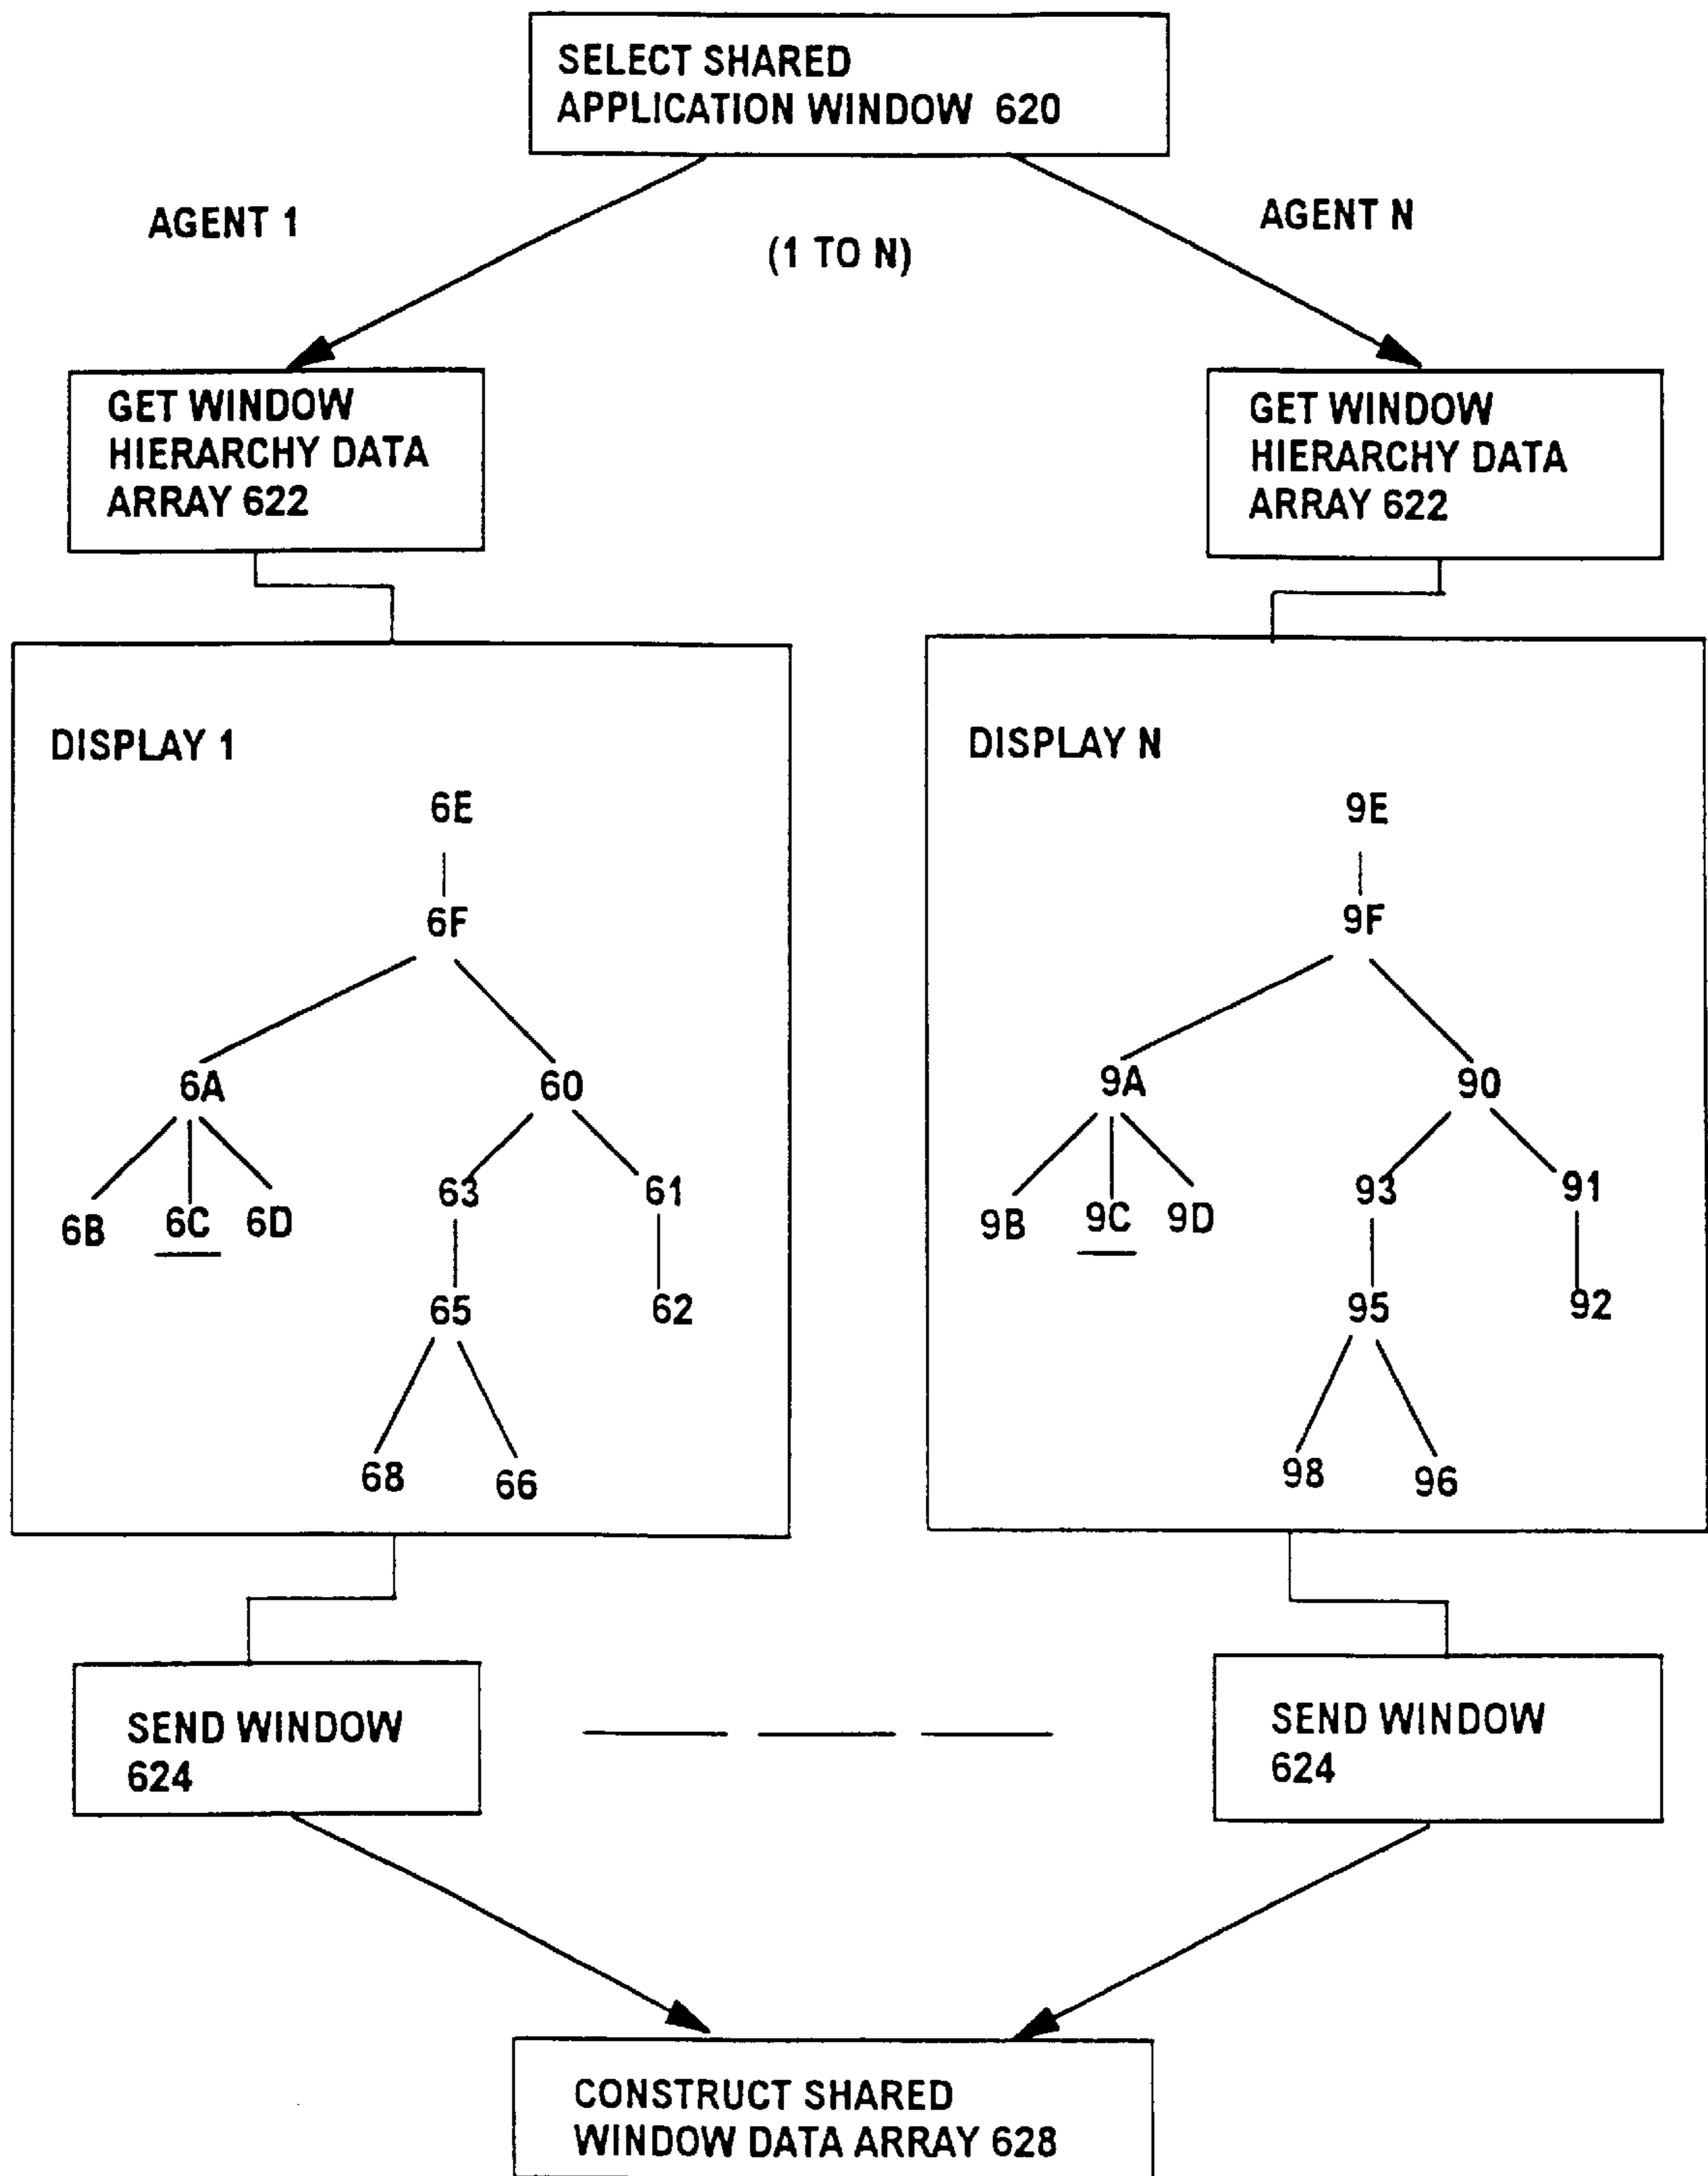 SELECT SHARED
APPLICATION WINDOW 620
AGENT 1
(1 TO N)
AGENT N
GET WINDOW
HIERARCHY DATA
ARRAY 622
GET WINDOW
HIERARCHY DATA
ARRAY 622
DISPLAY 1
6E
6F
6A
60
6B
6C
6D
63
61
65
62
68
66
DISPLAY N
9E
9F
9A
90
9B
9C
9D
93
91
95
92
98
96
SEND WINDOW
624
SEND WINDOW
624
CONSTRUCT SHARED
WINDOW DATA ARRAY 628